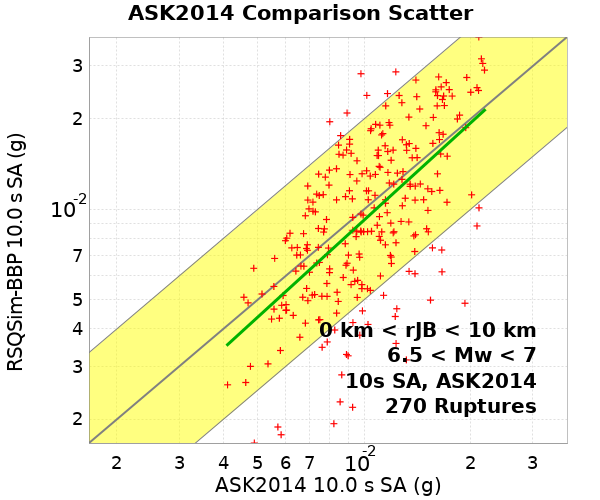 ASK2014 Comparison Scatter
RSQSim-BBP 10.0 s SA (g)
3
2
10-2
7
5
4
3
2
0 km < rJB < 10 km
6.5 < Mw < 7
10s SA, ASK2014
270 Ruptures
2 3 4 5 6 7 10-2 2 3
ASK2014 10.0 s SA (g)